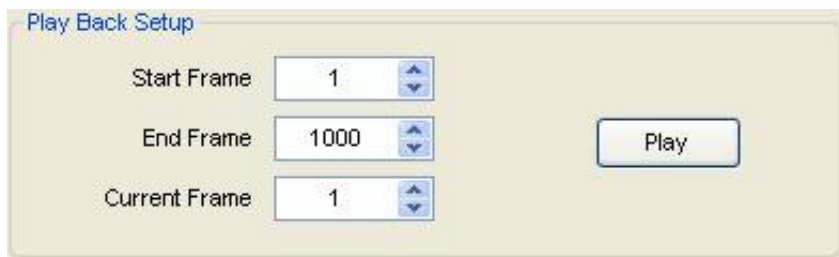 Play Back Setup
Start Frame 1
End Frame 1000
Play
Current Frame 1